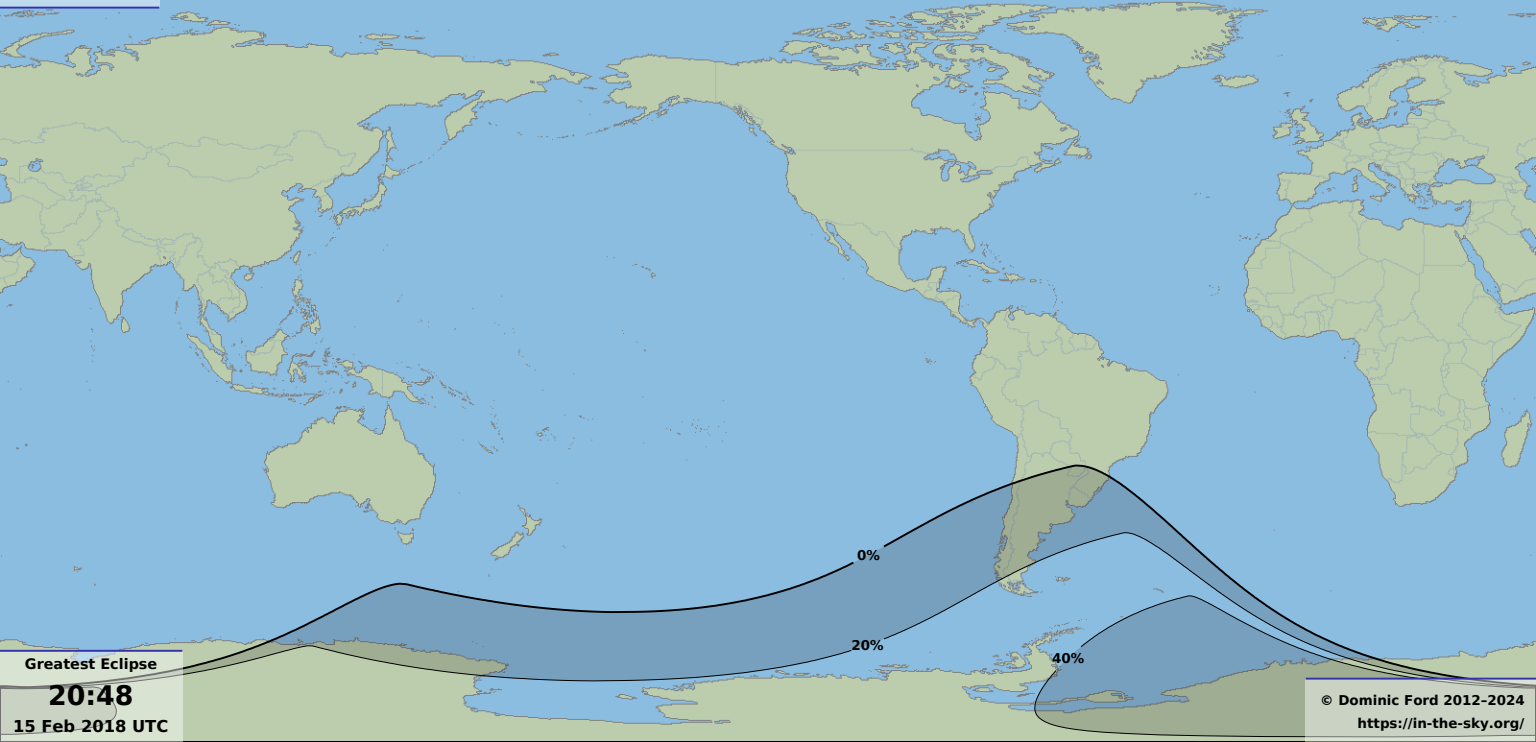 0%
20%
40%
Greatest Eclipse
20:48
15 Feb 2018 UTC
© Dominic Ford 2012–2024
https://in-the-sky.org/